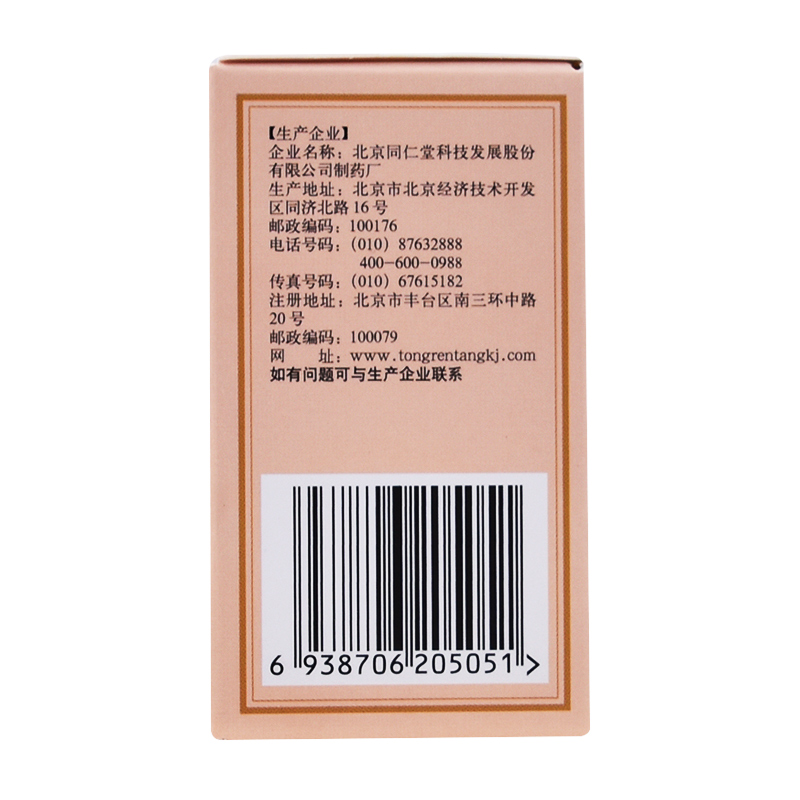 【生产企业】
企业名称：北京同仁堂科技发展股份
有限公司制药厂
生产地址：北京市北京经济技术开发
区同济北路16号
邮政编码：100176
电话号码：（010）87632888
400-600-0988
传真号码：（010）67615182
注册地址：北京市丰台区南三环中路
20号
邮政编码：100079
网　　址：www.tongrentangkj.com
如有问题可与生产企业联系
6 938706 205051 >